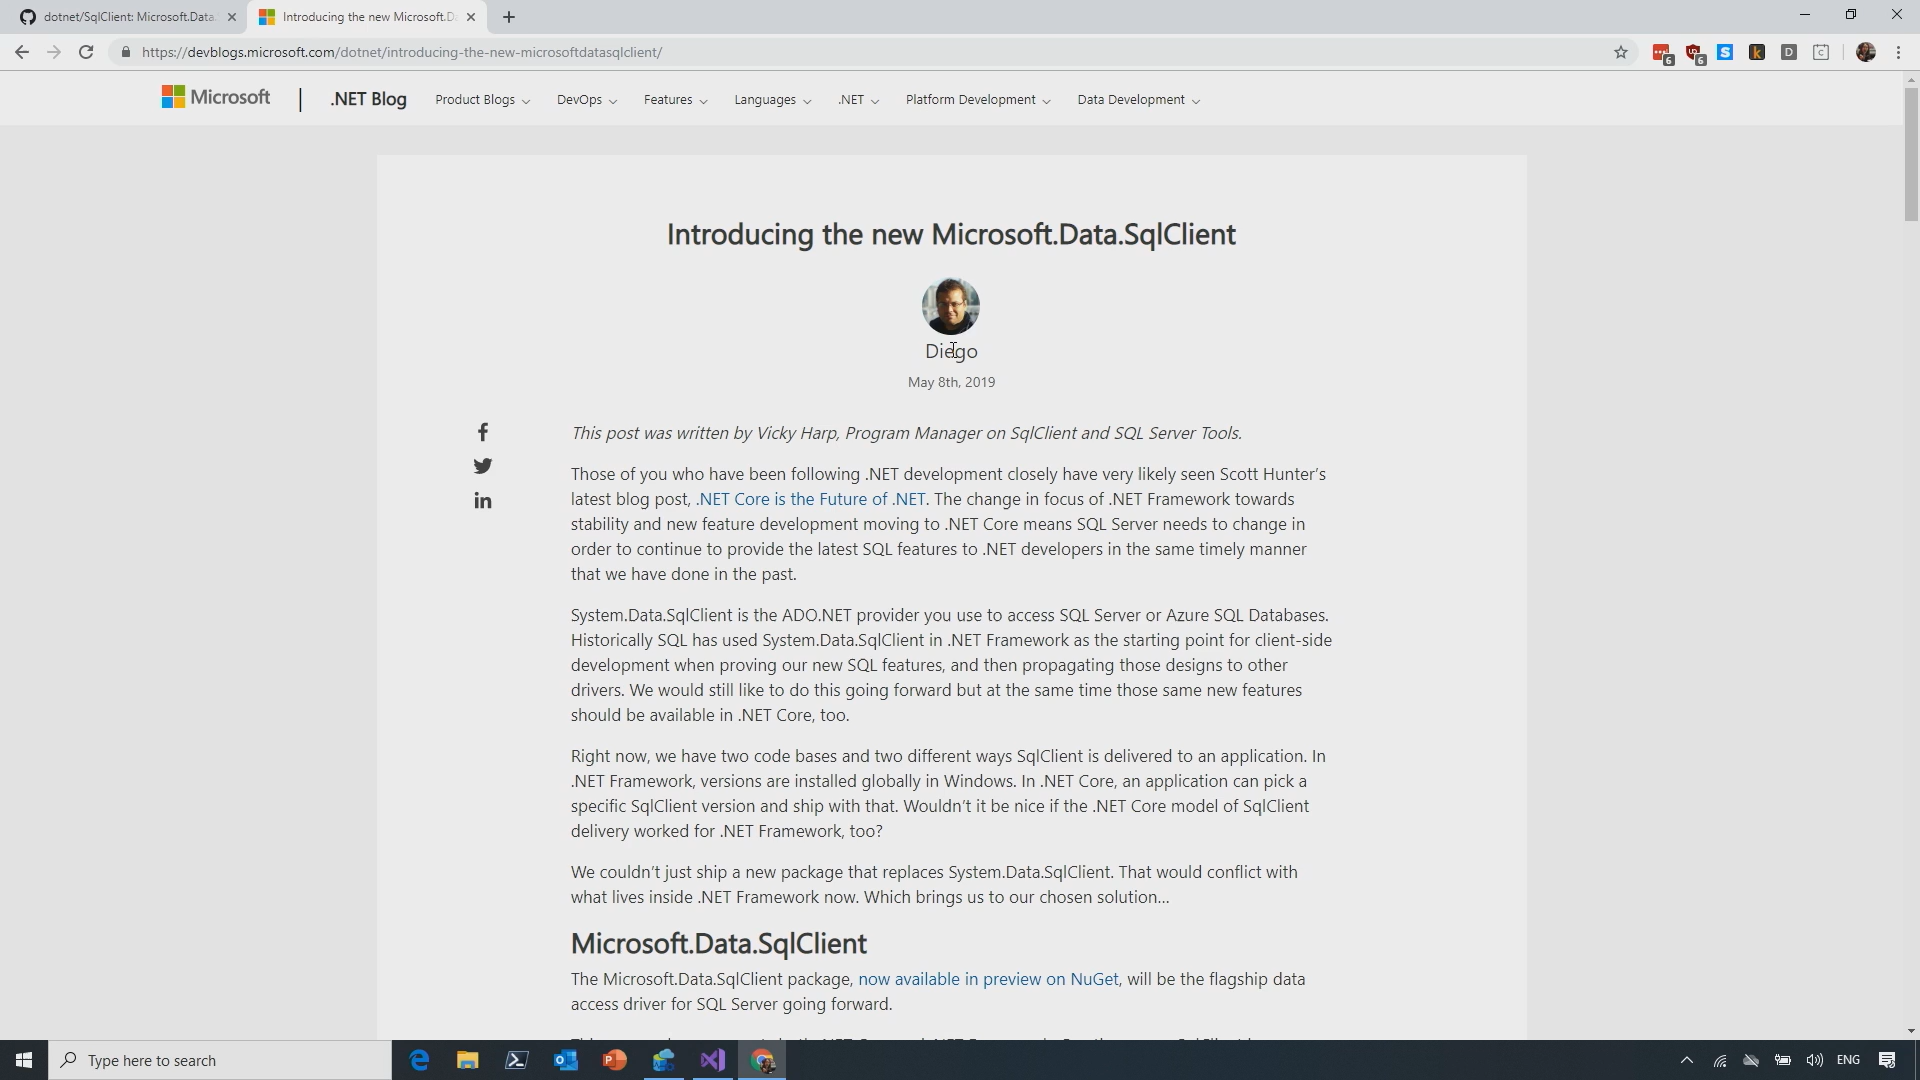 dotnet/SqlClient: Microsoft.Data.
Introducing the new Microsoft.Da
https://devblogs.microsoft.com/dotnet/introducing-the-new-microsoftdatasqlclient/
6
6
S
k
D
C
Microsoft
.NET Blog
Product Blogs
DevOps
Features
Languages
.NET
Platform Development
Data Development
Introducing the new Microsoft.Data.SqlClient
Diego
May 8th, 2019
This post was written by Vicky Harp, Program Manager on SqlClient and SQL Server Tools.
Those of you who have been following .NET development closely have very likely seen Scott Hunter’s
latest blog post, .NET Core is the Future of .NET. The change in focus of .NET Framework towards
stability and new feature development moving to .NET Core means SQL Server needs to change in
order to continue to provide the latest SQL features to .NET developers in the same timely manner
that we have done in the past.
System.Data.SqlClient is the ADO.NET provider you use to access SQL Server or Azure SQL Databases.
Historically SQL has used System.Data.SqlClient in .NET Framework as the starting point for client-side
development when proving our new SQL features, and then propagating those designs to other
drivers. We would still like to do this going forward but at the same time those same new features
should be available in .NET Core, too.
Right now, we have two code bases and two different ways SqlClient is delivered to an application. In
.NET Framework, versions are installed globally in Windows. In .NET Core, an application can pick a
specific SqlClient version and ship with that. Wouldn’t it be nice if the .NET Core model of SqlClient
delivery worked for .NET Framework, too?
We couldn’t just ship a new package that replaces System.Data.SqlClient. That would conflict with
what lives inside .NET Framework now. Which brings us to our chosen solution…
Microsoft.Data.SqlClient
The Microsoft.Data.SqlClient package, now available in preview on NuGet, will be the flagship data
access driver for SQL Server going forward.
Type here to search
ENG